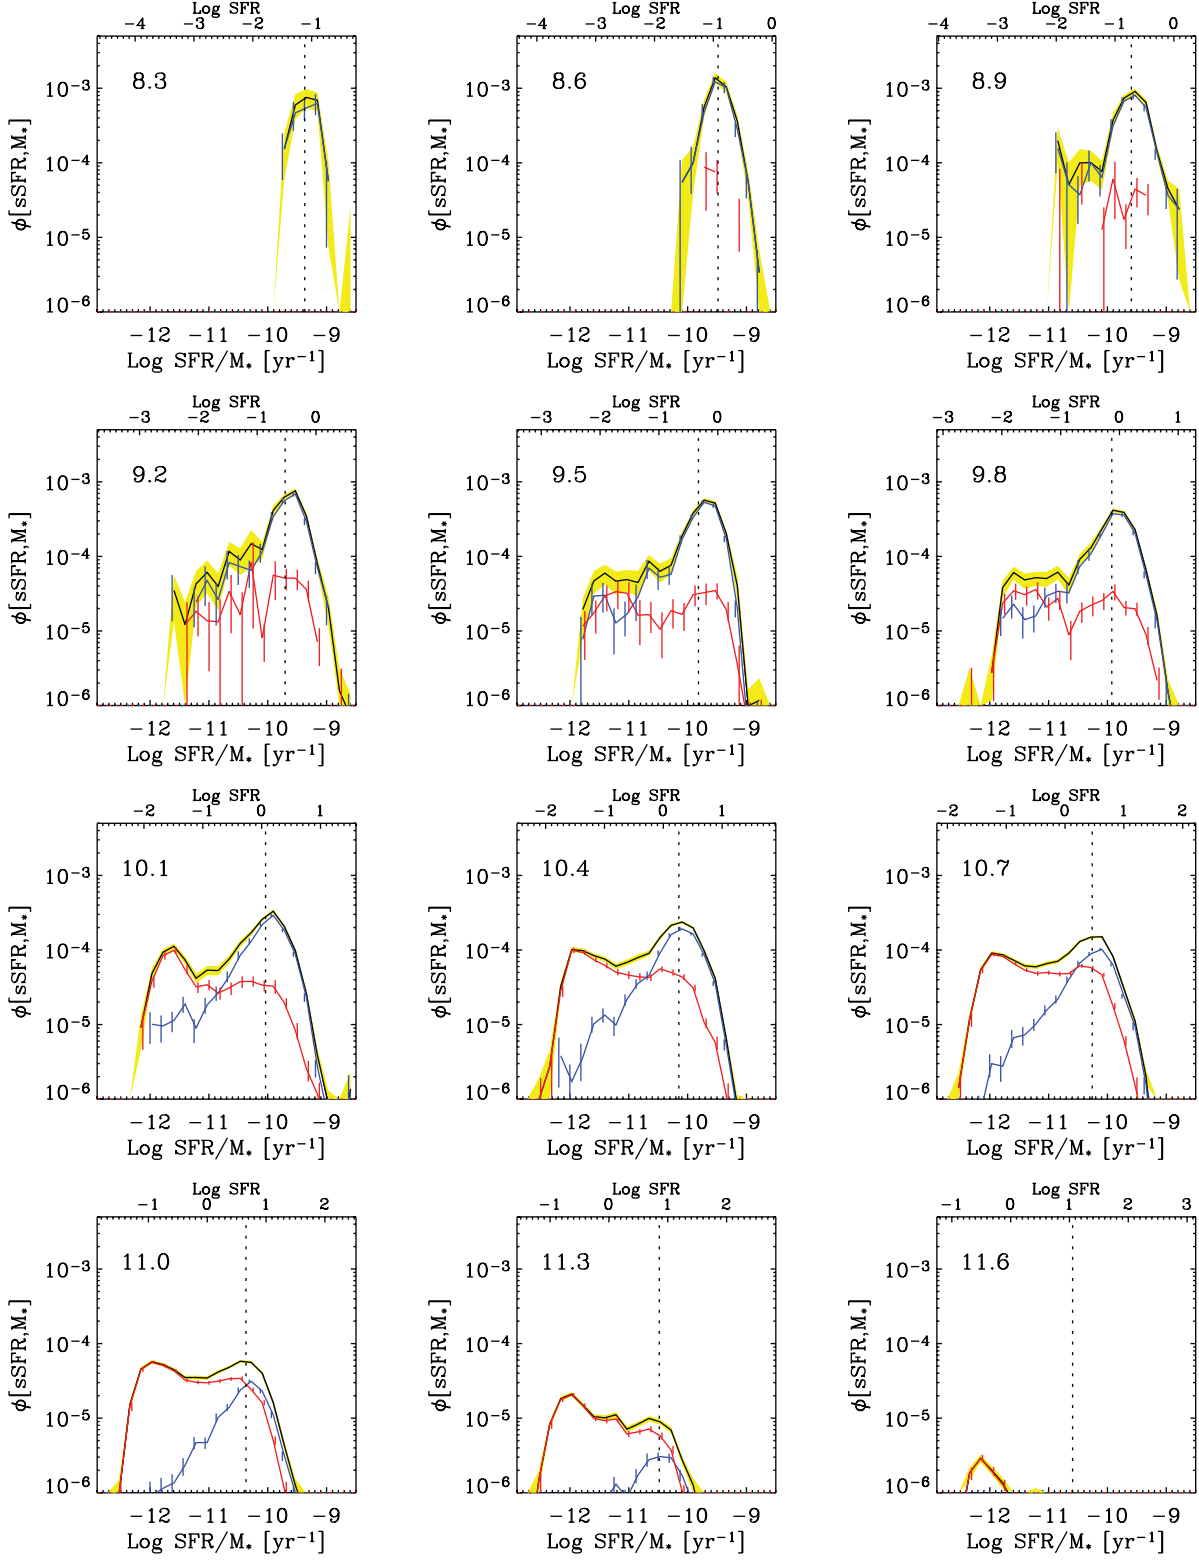 Log SFR Log SFR Log SFR
−4 −3 −2 −1 −4 −3 −2 −1 0 −4 −3 −2 −1 0
8.3 8.6 8.9
10−3 10−3 10−3
10−4 10−4 10−4
10−5 10−5 10−5
10−6 10−6 10−6
ϕ[sSFR,M*] ϕ[sSFR,M*] ϕ[sSFR,M*]
−12 −11 −10 −9 −12 −11 −10 −9 −12 −11 −10 −9
Log SFR/M* [yr−1] Log SFR/M* [yr−1] Log SFR/M* [yr−1]
Log SFR Log SFR Log SFR
−3 −2 −1 0 −3 −2 −1 0 −3 −2 −1 0 1
9.2 9.5 9.8
10−3 10−3 10−3
10−4 10−4 10−4
10−5 10−5 10−5
10−6 10−6 10−6
ϕ[sSFR,M*] ϕ[sSFR,M*] ϕ[sSFR,M*]
−12 −11 −10 −9 −12 −11 −10 −9 −12 −11 −10 −9
Log SFR/M* [yr−1] Log SFR/M* [yr−1] Log SFR/M* [yr−1]
Log SFR Log SFR Log SFR
−2 −1 0 1 −2 −1 0 1 −2 −1 0 1 2
10.1 10.4 10.7
10−3 10−3 10−3
10−4 10−4 10−4
10−5 10−5 10−5
10−6 10−6 10−6
ϕ[sSFR,M*] ϕ[sSFR,M*] ϕ[sSFR,M*]
−12 −11 −10 −9 −12 −11 −10 −9 −12 −11 −10 −9
Log SFR/M* [yr−1] Log SFR/M* [yr−1] Log SFR/M* [yr−1]
Log SFR Log SFR Log SFR
−1 0 1 2 −1 0 1 2 −1 0 1 2 3
11.0 11.3 11.6
10−3 10−3 10−3
10−4 10−4 10−4
10−5 10−5 10−5
10−6 10−6 10−6
ϕ[sSFR,M*] ϕ[sSFR,M*] ϕ[sSFR,M*]
−12 −11 −10 −9 −12 −11 −10 −9 −12 −11 −10 −9
Log SFR/M* [yr−1] Log SFR/M* [yr−1] Log SFR/M* [yr−1]